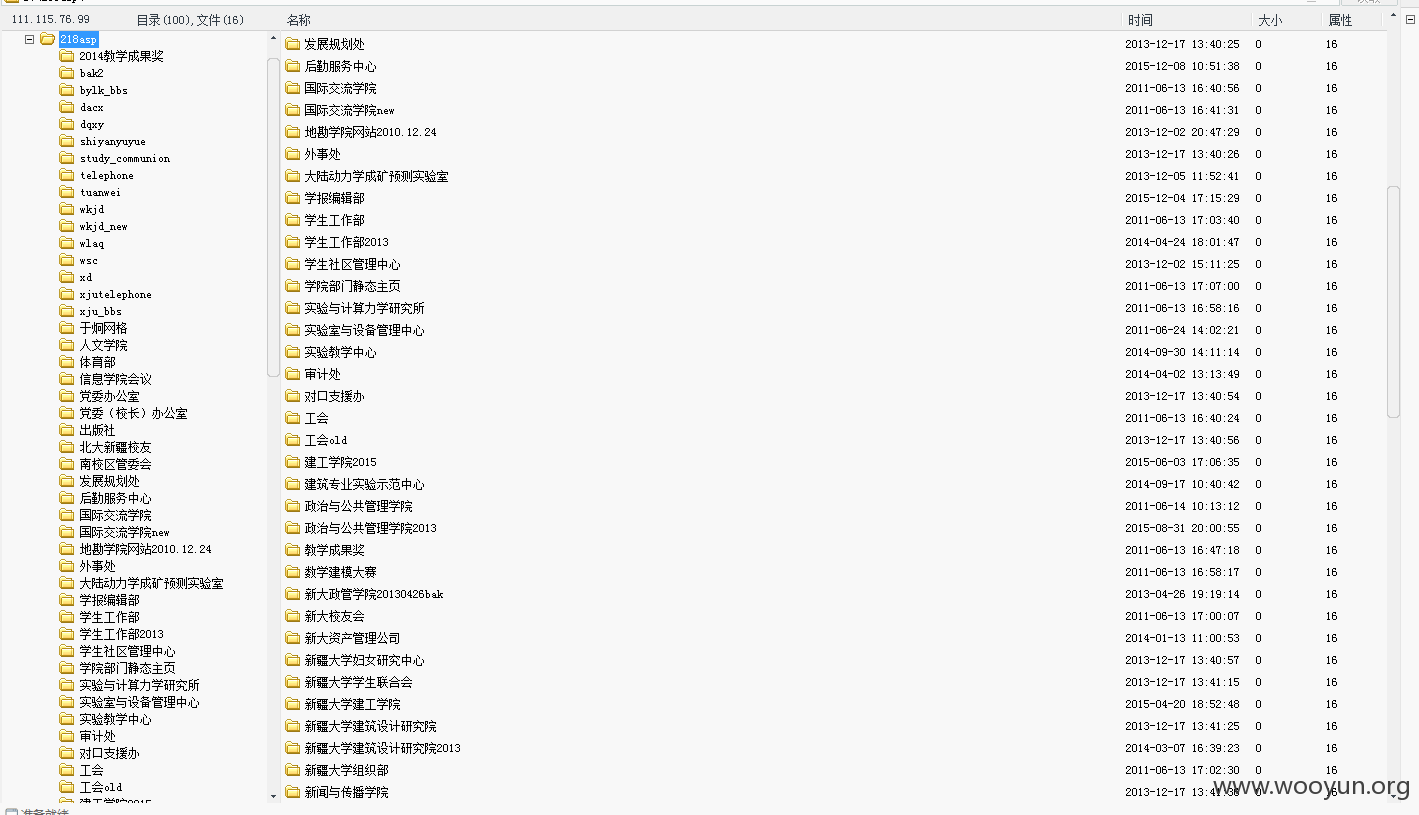 111.115.76.99 目录(100),文件(16) 名称 时间 大小 属性
218asp
2014教学成果奖
bak2
bylk_bbs
dacx
dqxy
shiyanyuyue
study_communion
telephone
tuanwei
wkjd
wkjd_new
wlaq
wsc
xd
xjutelephone
xju_bbs
于炯网格
人文学院
体育部
信息学院会议
党委办公室
党委（校长）办公室
出版社
北大新疆校友
南校区管委会
发展规划处
后勤服务中心
国际交流学院
国际交流学院new
地勘学院网站2010.12.24
外事处
大陆动力学成矿预测实验室
学报编辑部
学生工作部
学生工作部2013
学生社区管理中心
学院部门静态主页
实验与计算力学研究所
实验室与设备管理中心
实验教学中心
审计处
对口支援办
工会
工会old
建工学院2015
发展规划处 2013-12-17 13:40:25 0 16
后勤服务中心 2015-12-08 10:51:38 0 16
国际交流学院 2011-06-13 16:40:56 0 16
国际交流学院new 2011-06-13 16:41:31 0 16
地勘学院网站2010.12.24 2013-12-02 20:47:29 0 16
外事处 2013-12-17 13:40:26 0 16
大陆动力学成矿预测实验室 2013-12-05 11:52:41 0 16
学报编辑部 2015-12-04 17:15:29 0 16
学生工作部 2011-06-13 17:03:40 0 16
学生工作部2013 2014-04-24 18:01:47 0 16
学生社区管理中心 2013-12-02 15:11:25 0 16
学院部门静态主页 2011-06-13 17:07:00 0 16
实验与计算力学研究所 2011-06-13 16:58:16 0 16
实验室与设备管理中心 2011-06-24 14:02:21 0 16
实验教学中心 2014-09-30 14:11:14 0 16
审计处 2014-04-02 13:13:49 0 16
对口支援办 2013-12-17 13:40:54 0 16
工会 2011-06-13 16:40:24 0 16
工会old 2013-12-17 13:40:56 0 16
建工学院2015 2015-06-03 17:06:35 0 16
建筑专业实验示范中心 2014-09-17 10:40:42 0 16
政治与公共管理学院 2011-06-14 10:13:12 0 16
政治与公共管理学院2013 2015-08-31 20:00:55 0 16
教学成果奖 2011-06-13 16:47:18 0 16
数学建模大赛 2011-06-13 16:58:17 0 16
新大政管学院20130426bak 2013-04-26 19:19:14 0 16
新大校友会 2011-06-13 17:00:07 0 16
新大资产管理公司 2014-01-13 11:00:53 0 16
新疆大学妇女研究中心 2013-12-17 13:40:57 0 16
新疆大学学生联合会 2013-12-17 13:41:15 0 16
新疆大学建工学院 2015-04-20 18:52:48 0 16
新疆大学建筑设计研究院 2013-12-17 13:41:25 0 16
新疆大学建筑设计研究院2013 2014-03-07 16:39:23 0 16
新疆大学组织部 2011-06-13 17:02:30 0 16
新闻与传播学院 2013-12-17 13:41:36 0 16
www.wooyun.org
准备就绪